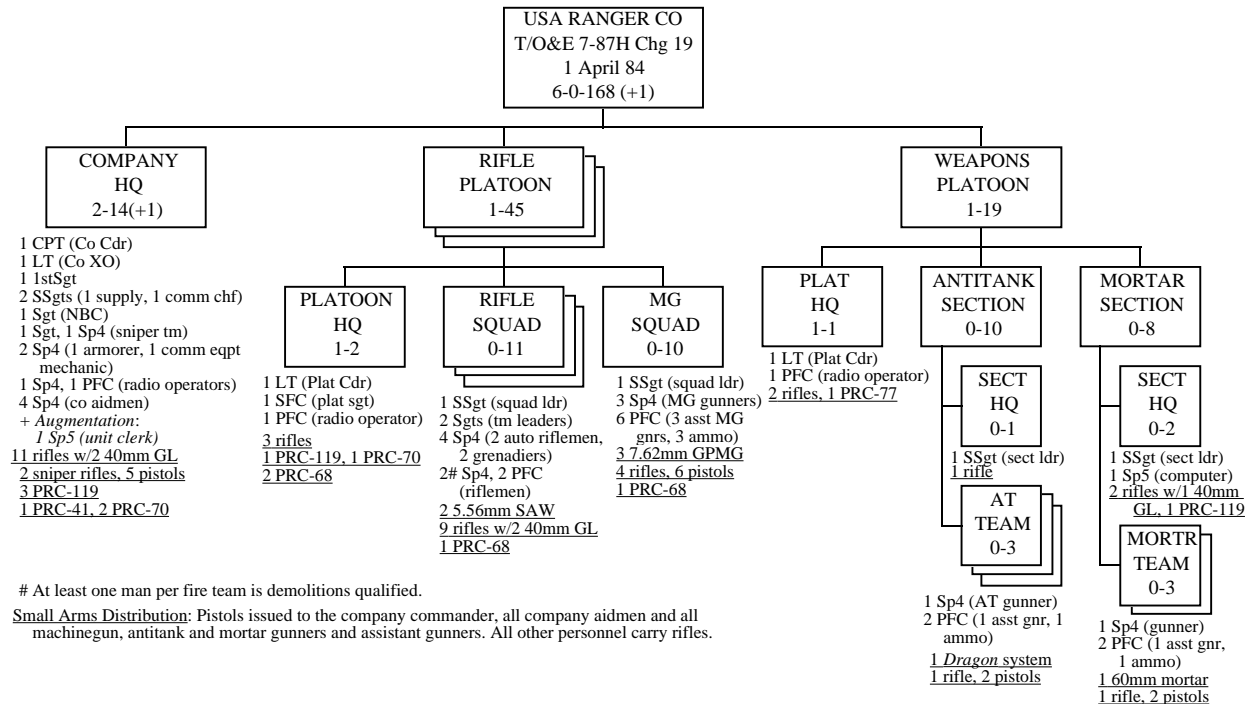 USA RANGER CO
T/O&E 7-87H Chg 19
1 April 84
6-0-168 (+1)
COMPANY
HQ
2-14(+1)
1 CPT (Co Cdr)
1 LT (Co XO)
1 1stSgt
2 SSgts (1 supply, 1 comm chf)
1 Sgt (NBC)
1 Sgt, 1 Sp4 (sniper tm)
2 Sp4 (1 armorer, 1 comm eqpt
mechanic)
1 Sp4, 1 PFC (radio operators)
4 Sp4 (co aidmen)
+ Augmentation:
1 Sp5 (unit clerk)
11 rifles w/2 40mm GL
2 sniper rifles, 5 pistols
3 PRC-119
1 PRC-41, 2 PRC-70
RIFLE
PLATOON
1-45
PLATOON
HQ
1-2
1 LT (Plat Cdr)
1 SFC (plat sgt)
1 PFC (radio operator)
3 rifles
1 PRC-119, 1 PRC-70
2 PRC-68
RIFLE
SQUAD
0-11
1 SSgt (squad ldr)
2 Sgts (tm leaders)
4 Sp4 (2 auto riflemen,
2 grenadiers)
2# Sp4, 2 PFC
(riflemen)
2 5.56mm SAW
9 rifles w/2 40mm GL
1 PRC-68
MG
SQUAD
0-10
1 SSgt (squad ldr)
3 Sp4 (MG gunners)
6 PFC (3 asst MG
gnrs, 3 ammo)
3 7.62mm GPMG
4 rifles, 6 pistols
1 PRC-68
WEAPONS
PLATOON
1-19
PLAT
HQ
1-1
1 LT (Plat Cdr)
1 PFC (radio operator)
2 rifles, 1 PRC-77
ANTITANK
SECTION
0-10
SECT
HQ
0-1
1 SSgt (sect ldr)
1 rifle
AT
TEAM
0-3
1 Sp4 (AT gunner)
2 PFC (1 asst gnr, 1
ammo)
1 Dragon system
1 rifle, 2 pistols
MORTAR
SECTION
0-8
SECT
HQ
0-2
1 SSgt (sect ldr)
1 Sp5 (computer)
2 rifles w/1 40mm
GL, 1 PRC-119
MORTR
TEAM
0-3
1 Sp4 (gunner)
2 PFC (1 asst gnr,
1 ammo)
1 60mm mortar
1 rifle, 2 pistols
# At least one man per fire team is demolitions qualified.
Small Arms Distribution: Pistols issued to the company commander, all company aidmen and all
machinegun, antitank and mortar gunners and assistant gunners. All other personnel carry rifles.